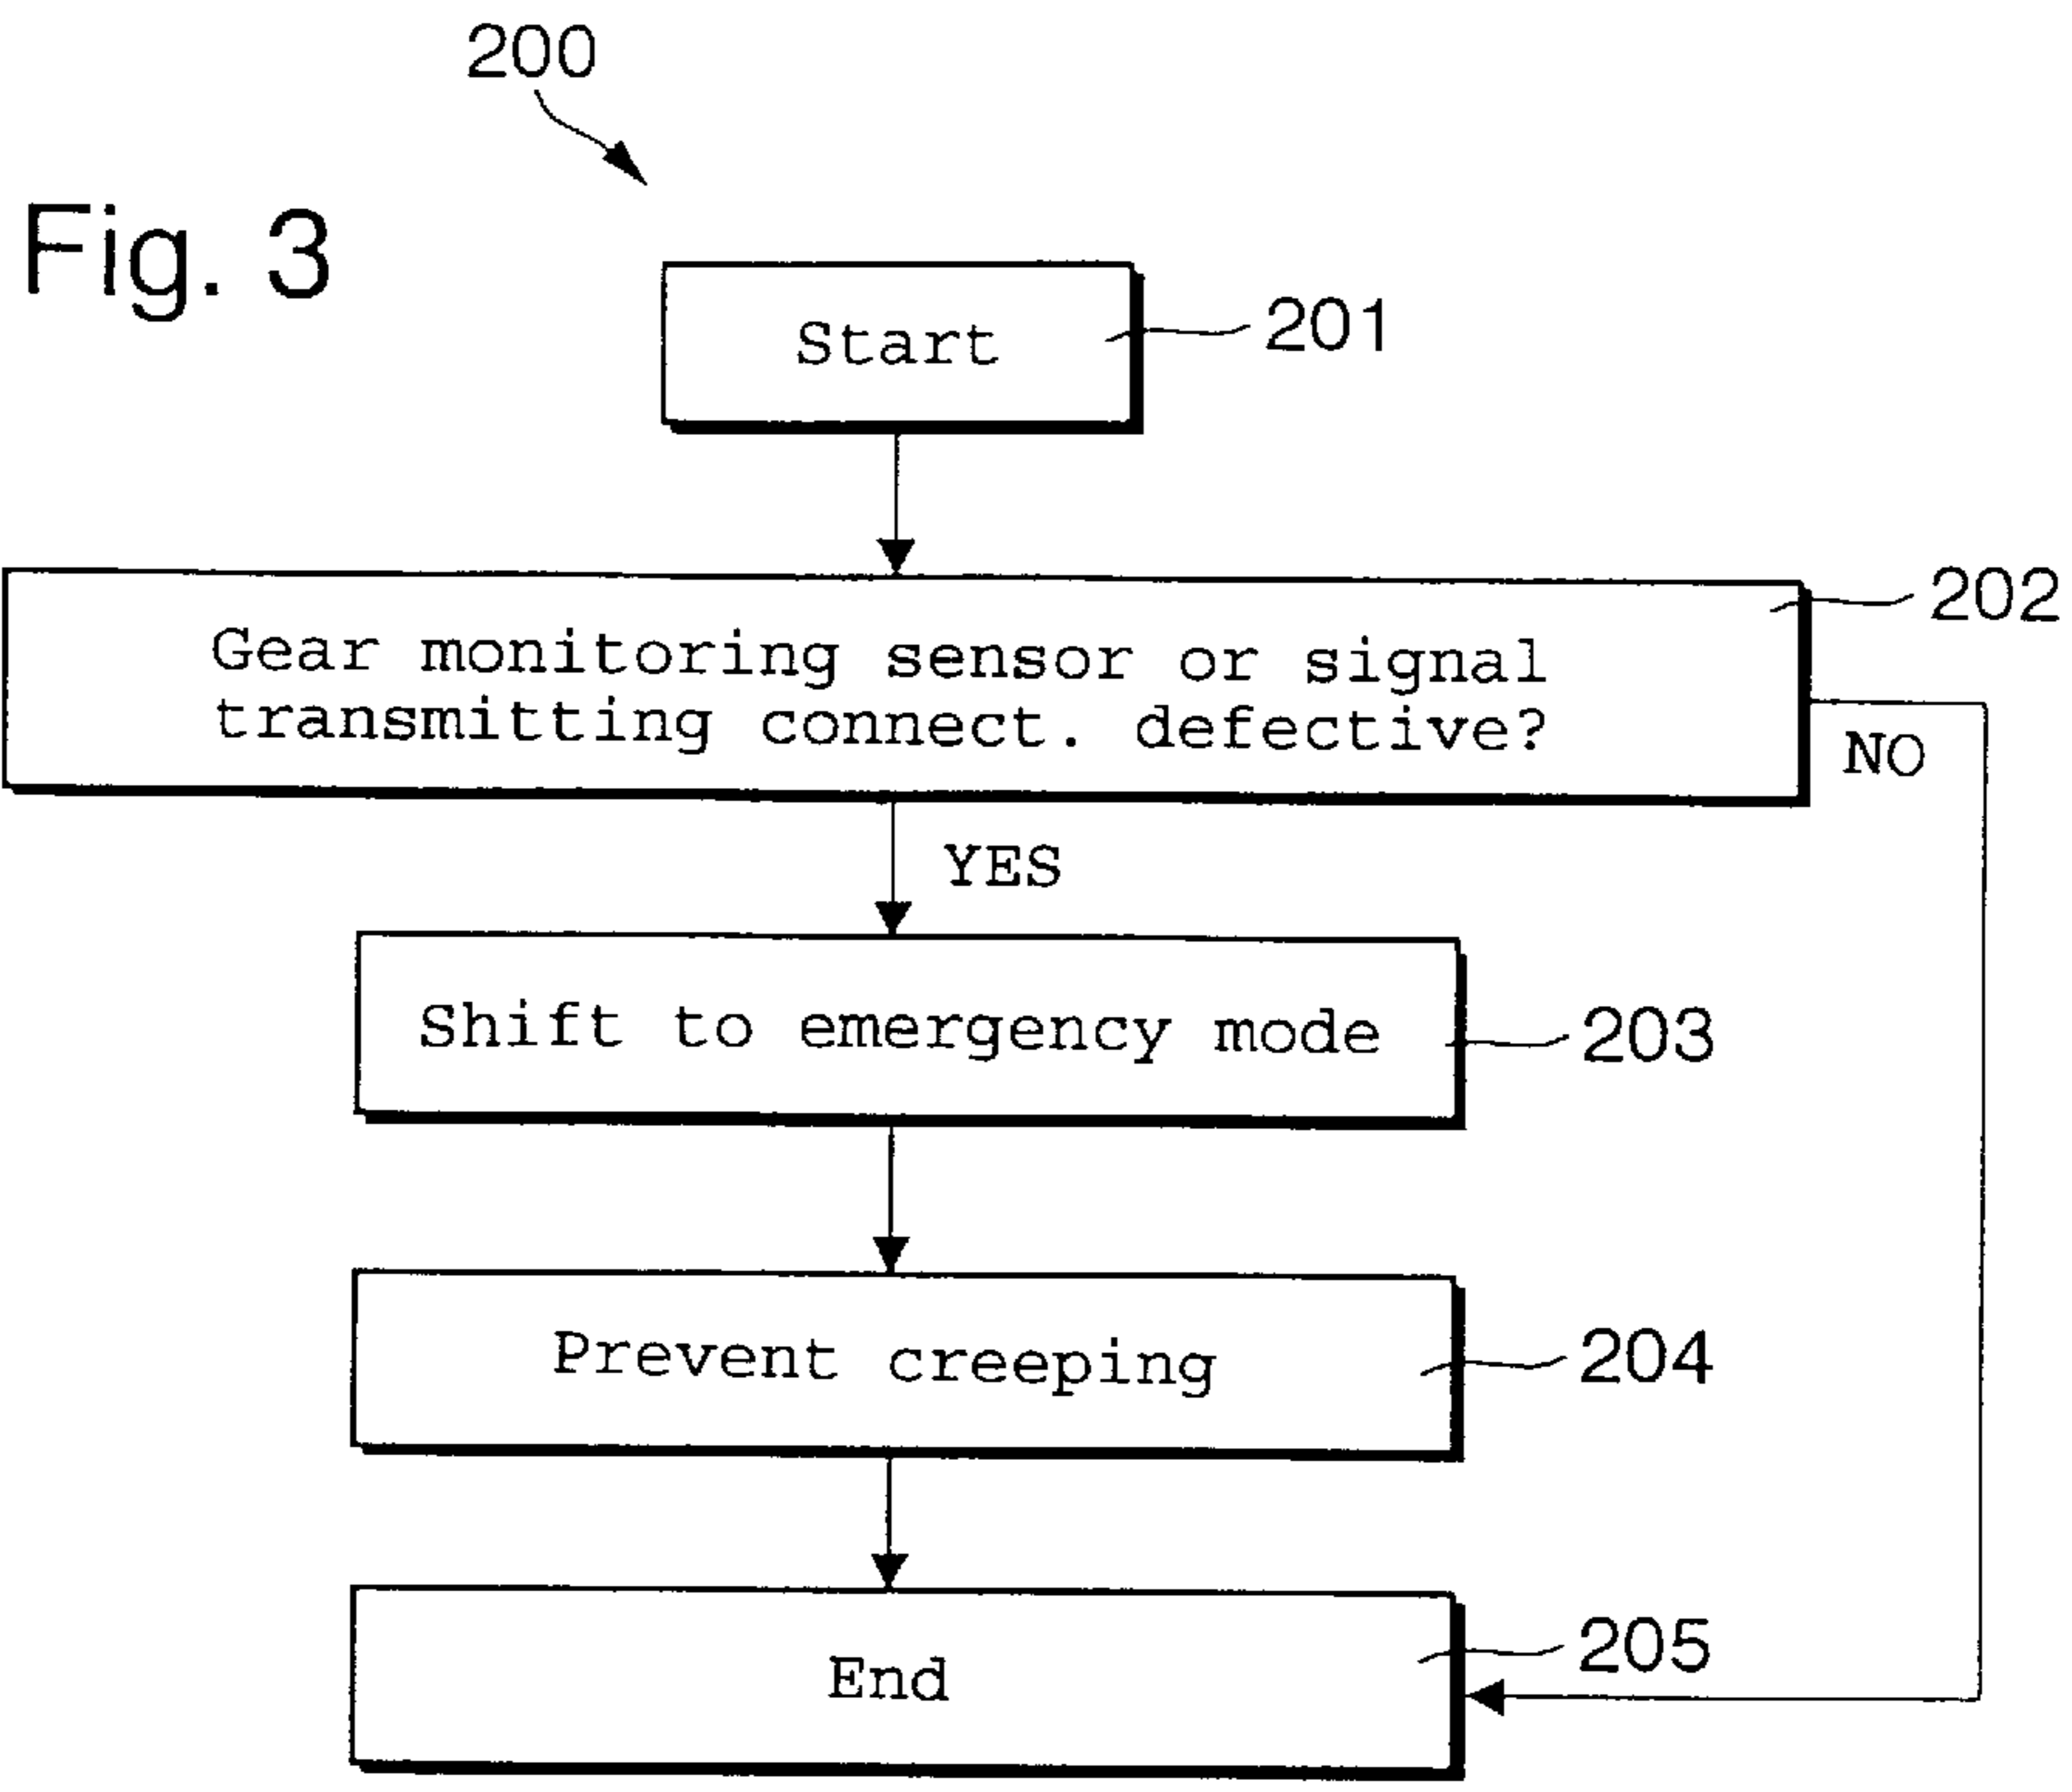 200
Fig. 3
Start
201
202
Gear monitoring sensor or signal
transmitting connect. defective?
NO
YES
Shift to emergency mode
203
Prevent creeping
204
End
205